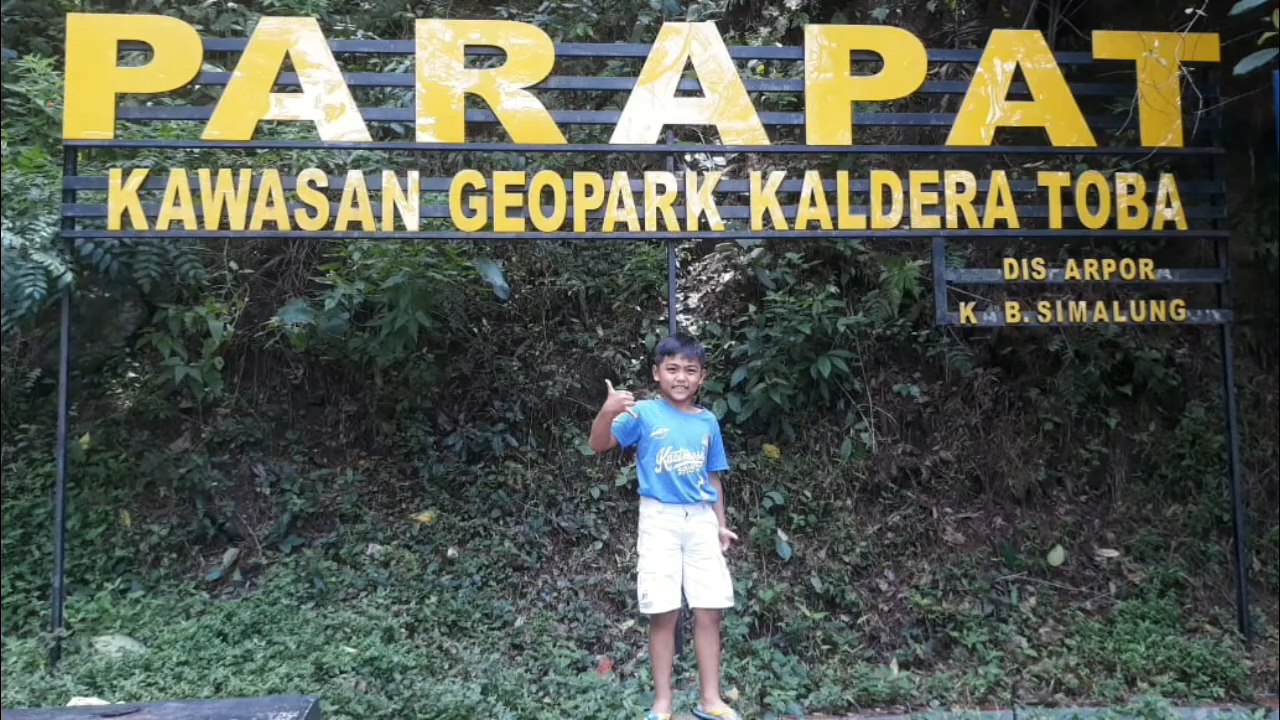 PARAPAT
KAWASAN GEOPARK KALDERA TOBA
DIS ARPOR
K B. SIMALUNG